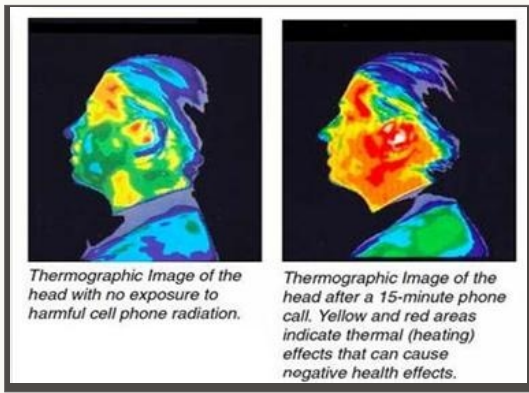 Thermographic Image of the
head with no exposure to
harmful cell phone radiation.
Thermographic Image of the
head after a 15-minute phone
call. Yellow and red areas
indicate thermal (heating)
effects that can cause
negative health effects.